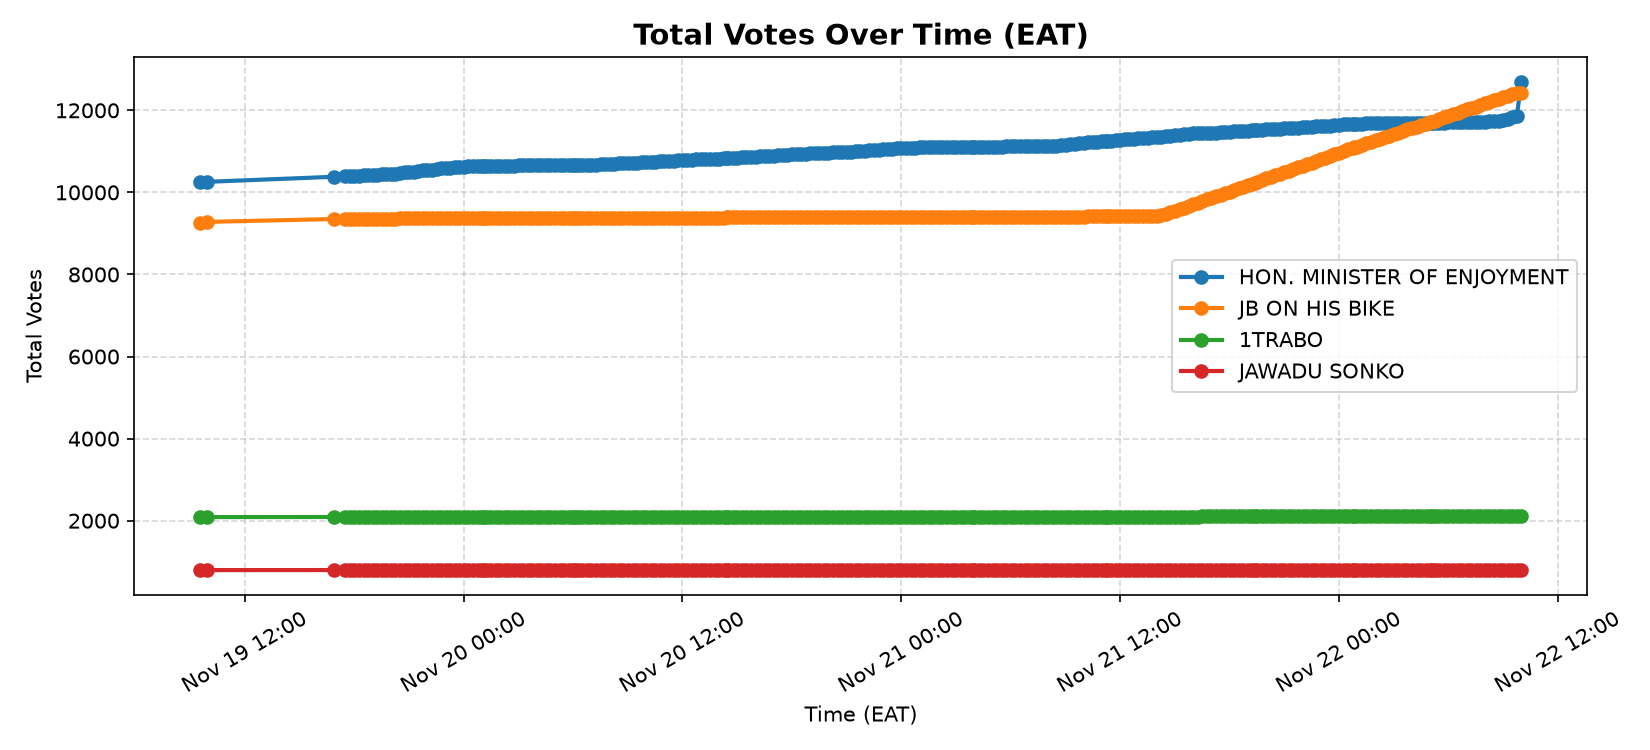 Total Votes Over Time (EAT)
Total Votes
12000
10000
8000
6000
4000
2000
HON. MINISTER OF ENJOYMENT
JB ON HIS BIKE
1TRABO
JAWADU SONKO
Nov 19 12:00
Nov 20 00:00
Nov 20 12:00
Nov 21 00:00
Nov 21 12:00
Nov 22 00:00
Nov 22 12:00
Time (EAT)